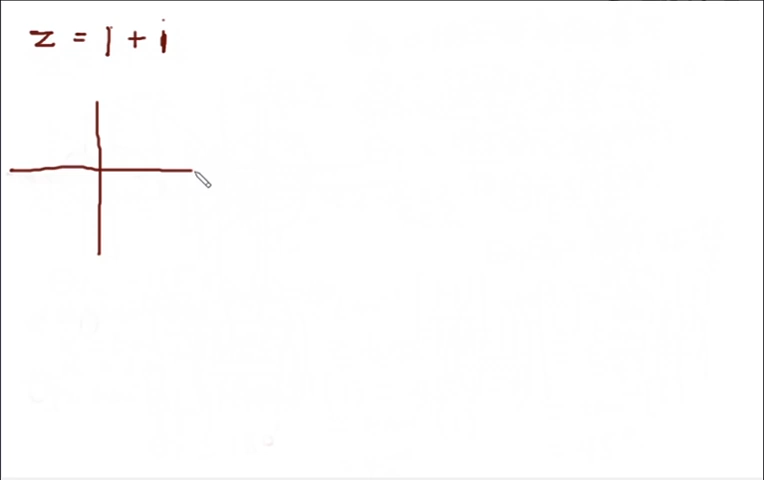 z = 1 + i